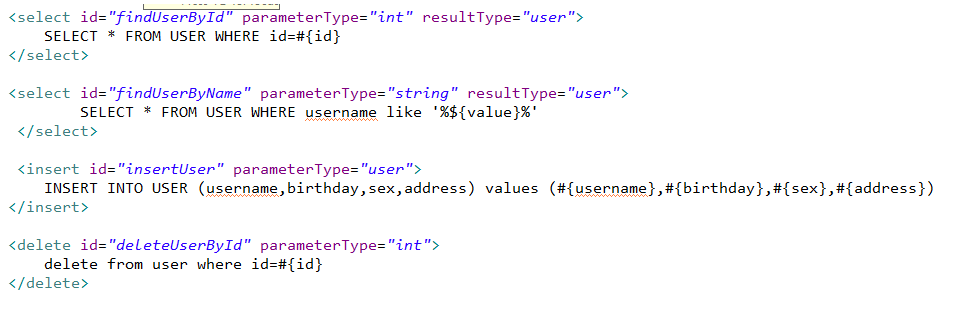 <select id="findUserById" parameterType="int" resultType="user">
SELECT * FROM USER WHERE id=#{id}
</select>
<select id="findUserByName" parameterType="string" resultType="user">
SELECT * FROM USER WHERE username like '%${value}%'
</select>
<insert id="insertUser" parameterType="user">
INSERT INTO USER (username,birthday,sex,address) values (#{username},#{birthday},#{sex},#{address})
</insert>
<delete id="deleteUserById" parameterType="int">
delete from user where id=#{id}
</delete>